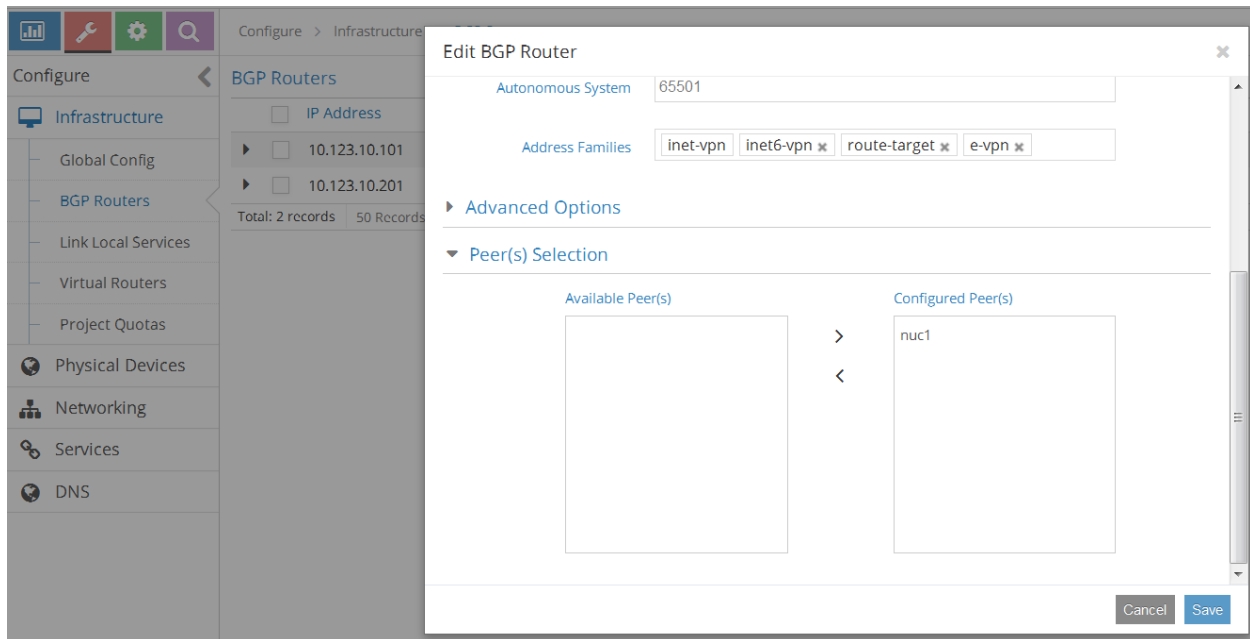 Configure > Infrastructure
Configure
Infrastructure
Global Config
BGP Routers
Link Local Services
Virtual Routers
Project Quotas
Physical Devices
Networking
Services
DNS
BGP Routers
IP Address
10.123.10.101
10.123.10.201
Total: 2 records 50 Records
Edit BGP Router
Autonomous System 65501
Address Families inet-vpn inet6-vpn route-target e-vpn
Advanced Options
Peer(s) Selection
Available Peer(s) Configured Peer(s)
nuc1
Cancel Save